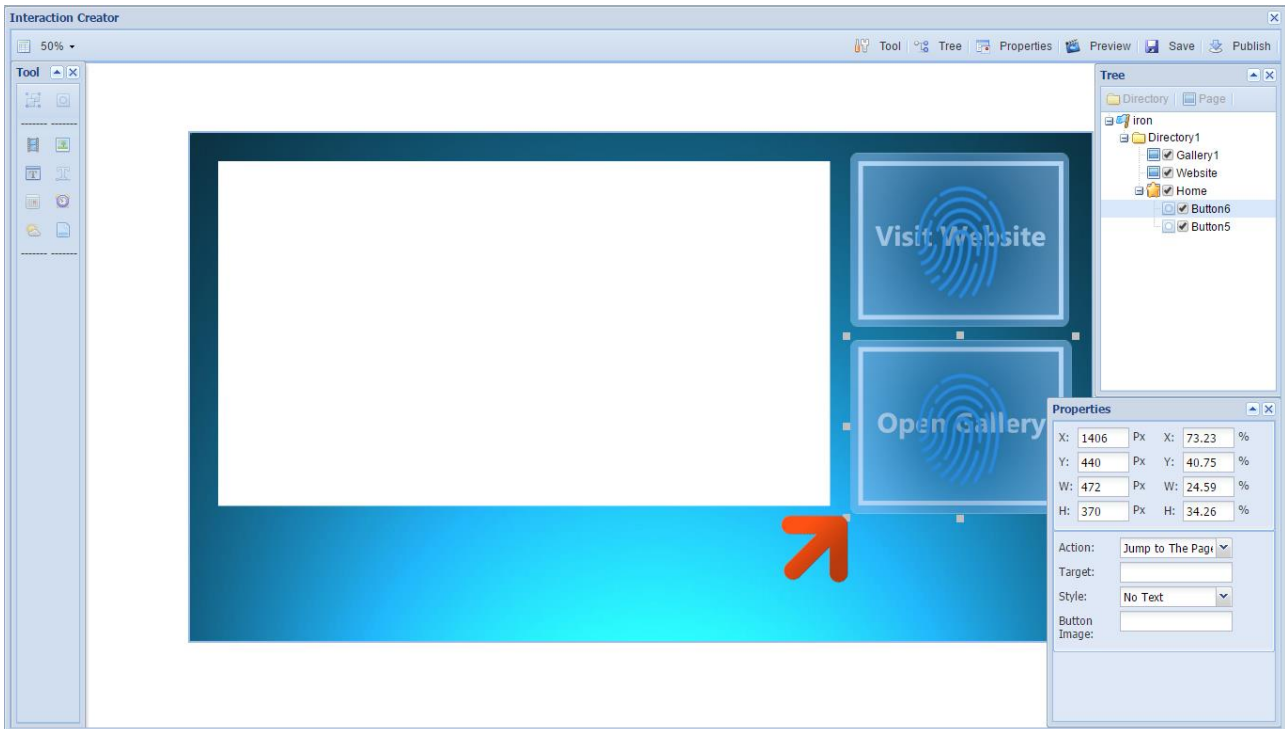 Interaction Creator
50%
Tool Tree Properties Preview Save Publish
Tool
Tree
Directory Page
iron
Directory1
Gallery1
Website
Home
Button6
Button5
Visit Website
Open Gallery
Properties
X: 1406 Px X: 73.23 %
Y: 440 Px Y: 40.75 %
W: 472 Px W: 24.59 %
H: 370 Px H: 34.26 %
Action: Jump to The Page
Target:
Style: No Text
Button
Image: